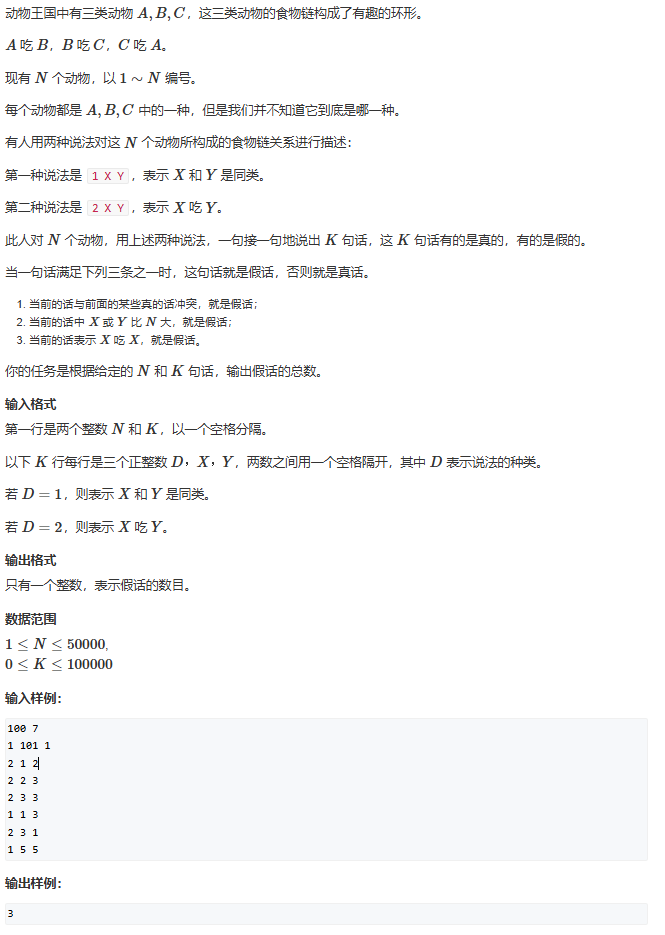 动物王国中有三类动物 A, B, C，这三类动物的食物链构成了有趣的环形。
A 吃 B，B 吃 C，C 吃 A。
现有 N 个动物，以 1 ∼ N 编号。
每个动物都是 A, B, C 中的一种，但是我们并不知道它到底是哪一种。
有人用两种说法对这 N 个动物所构成的食物链关系进行描述：
第一种说法是 1 X Y，表示 X 和 Y 是同类。
第二种说法是 2 X Y，表示 X 吃 Y。
此人对 N 个动物，用上述两种说法，一句接一句地说出 K 句话，这 K 句话有的是真的，有的是假的。
当一句话满足下列三条之一时，这句话就是假话，否则就是真话。
1. 当前的话与前面的某些真的话冲突，就是假话；
2. 当前的话中 X 或 Y 比 N 大，就是假话；
3. 当前的话表示 X 吃 X，就是假话。
你的任务是根据给定的 N 和 K 句话，输出假话的总数。
输入格式
第一行是两个整数 N 和 K，以一个空格分隔。
以下 K 行每行是三个正整数 D，X，Y，两数之间用一个空格隔开，其中 D 表示说法的种类。
若 D = 1，则表示 X 和 Y 是同类。
若 D = 2，则表示 X 吃 Y。
输出格式
只有一个整数，表示假话的数目。
数据范围
1 ≤ N ≤ 50000,
0 ≤ K ≤ 100000
输入样例：
100 7
1 101 1
2 1 2
2 2 3
2 3 3
1 1 3
2 3 1
1 5 5
输出样例：
3